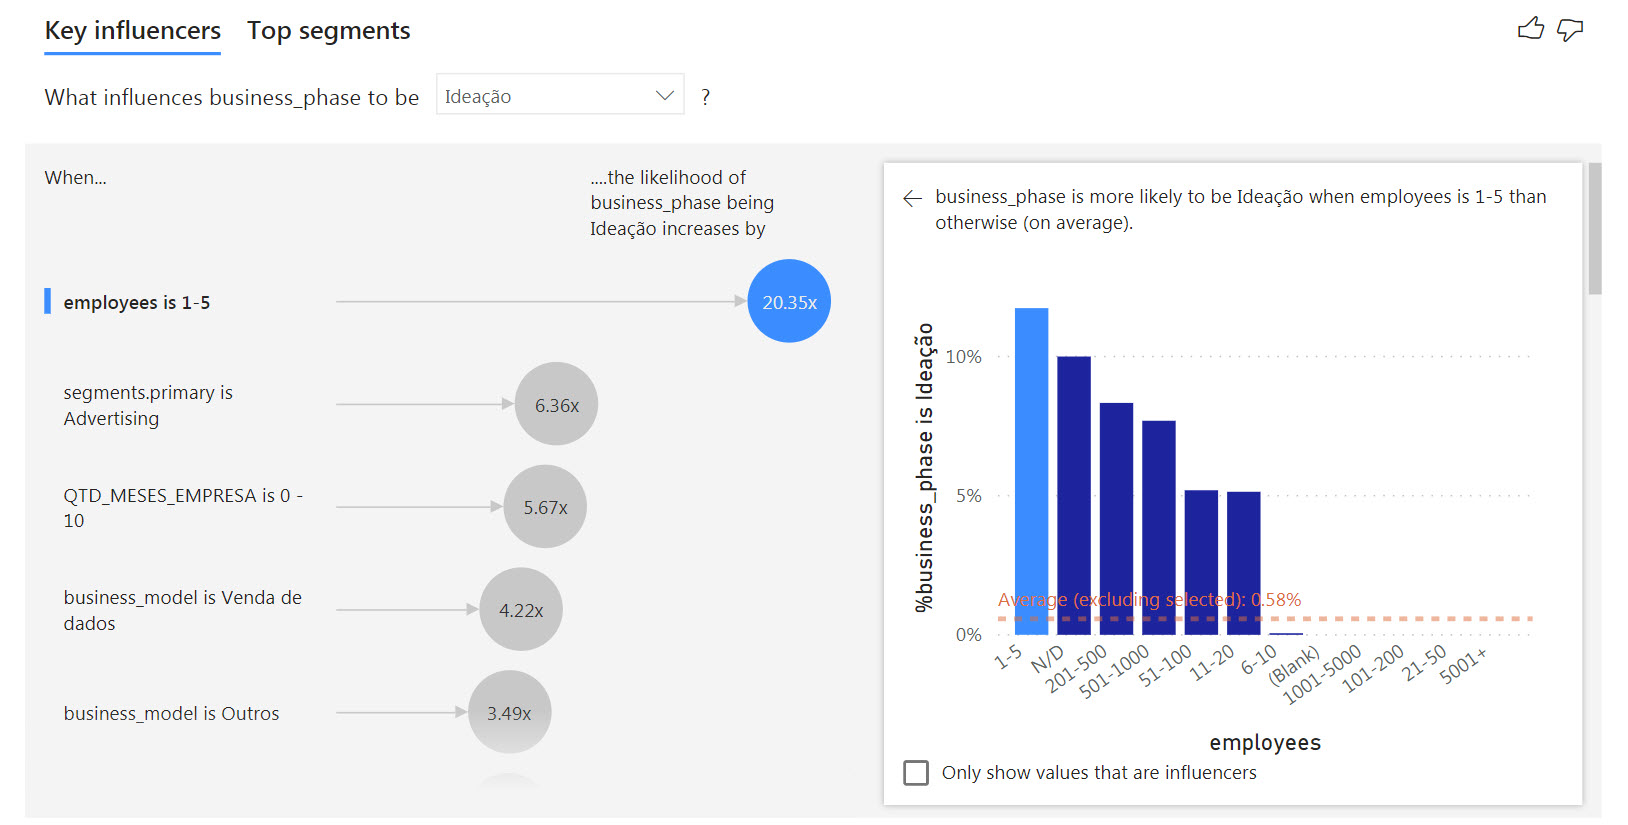 Key influencers Top segments
What influences business_phase to be Ideação ?
When...
....the likelihood of
business_phase being
Ideação increases by
employees is 1-5
20.35x
segments.primary is
Advertising
6.36x
QTD_MESES_EMPRESA is 0 -
10
5.67x
business_model is Venda de
dados
4.22x
business_model is Outros
3.49x
business_phase is more likely to be Ideação when employees is 1-5 than
otherwise (on average).
%business_phase is Ideação
10%
5%
0%
Average (excluding selected): 0.58%
1-5
N/D
201-500
501-1000
51-100
11-20
6-10
(Blank)
1001-5000
101-200
21-50
5001+
employees
Only show values that are influencers